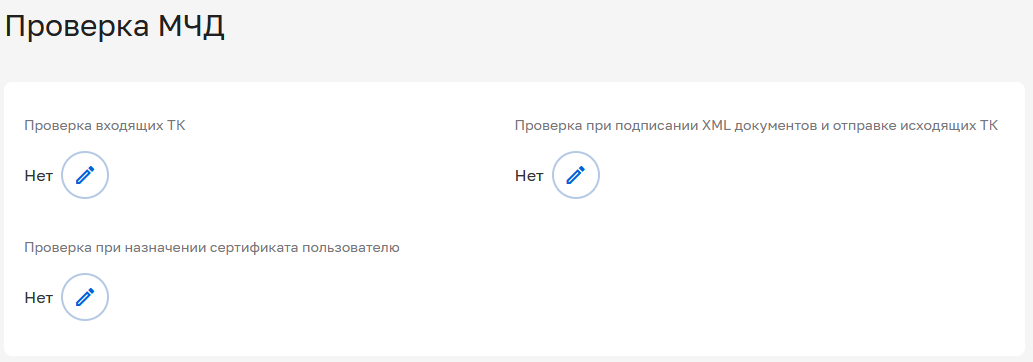 Проверка МЧД
Проверка входящих ТК
Проверка при подписании XML документов и отправке исходящих ТК
Нет
Нет
Проверка при назначении сертификата пользователю
Нет